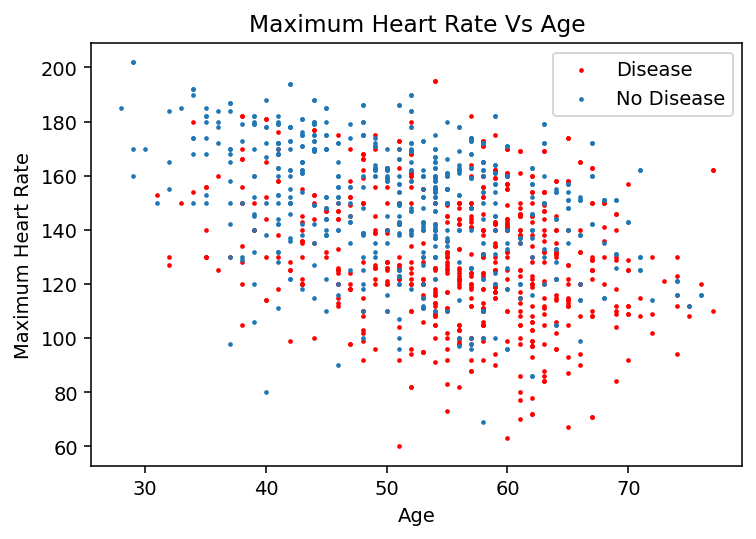 Maximum Heart Rate Vs Age
Disease
No Disease
Maximum Heart Rate
200
180
160
140
120
100
80
60
30 40 50 60 70
Age